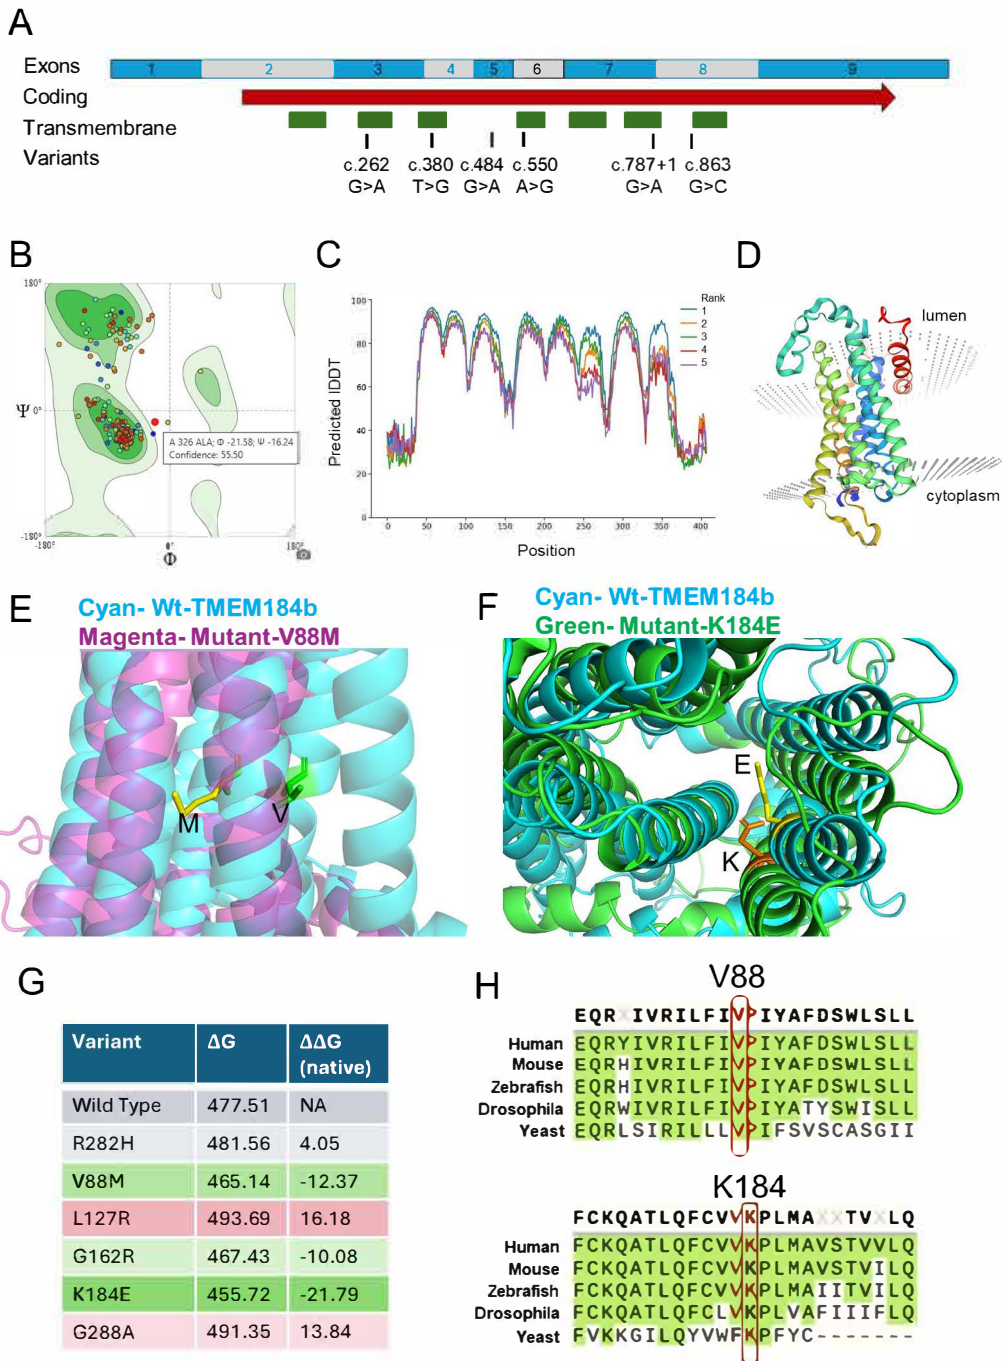 A
Exons 1 2 3 4 5 6 7 8 9
Coding
Transmembrane
Variants
c.262 c.380 c.484 c.550 c.787+1 c.863
G>A T>G G>A A>G G>A G>C
B
180°
Ψ 0°
-180°
-180° 0° 180°
Φ
A 326 ALA; Φ -21.58; Ψ -16.24
Confidence: 55.50
C
Predicted lDDT
100
80
60
40
20
0
0 50 100 150 200 250 300 350 400
Position
Rank
1
2
3
4
5
D
lumen
cytoplasm
E
Cyan- Wt-TMEM184b
Magenta- Mutant-V88M
M V
F
Cyan- Wt-TMEM184b
Green- Mutant-K184E
E
K
G
Variant ΔG ΔΔG
(native)
Wild Type 477.51 NA
R282H 481.56 4.05
V88M 465.14 -12.37
L127R 493.69 16.18
G162R 467.43 -10.08
K184E 455.72 -21.79
G288A 491.35 13.84
H
V88
EQRXIVRILFIVPIYAFDSWLSLL
Human EQRYIVRILFIVPIYAFDSWLSLL
Mouse EQRHIVRILFIVPIYAFDSWLSLL
Zebrafish EQRHIVRILFIVPIYAFDSWLSLL
Drosophila EQRWIVRILFIVPIYATYSWISLL
Yeast EQRLSIRILLLVPIFSVSCASGII
K184
FCKQATLQFCVVKPLMAXXTVXLQ
Human FCKQATLQFCVVKPLMAVSTVVLQ
Mouse FCKQATLQFCVVKPLMAVSTVILQ
Zebrafish FCKQATLQFCVVKPLMAIITVILQ
Drosophila FCKQATLQFCLVKPLVAFIIIFLQ
Yeast FVKKGILQYVWFKPFYC-------